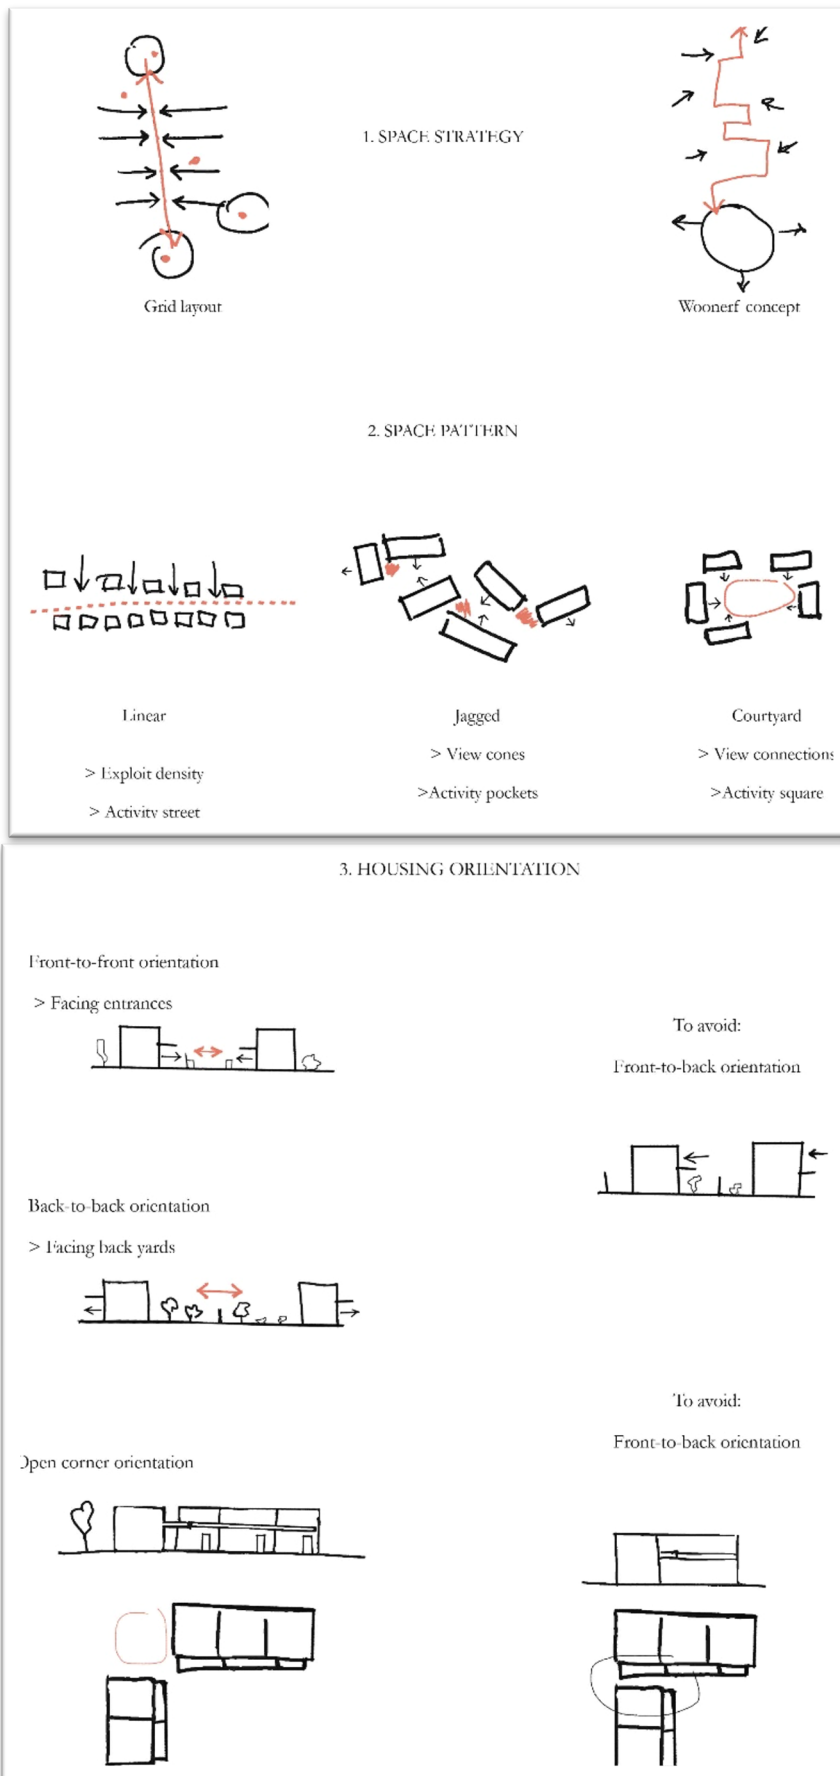 1. SPACE STRATEGY
Grid layout
Woonerf concept
2. SPACE PATTERN
Linear
> Exploit density
> Activity street
Jagged
> View cones
>Activity pockets
Courtyard
> View connections
>Activity square
3. HOUSING ORIENTATION
Front-to-front orientation
> Facing entrances
To avoid:
Front-to-back orientation
Back-to-back orientation
> Facing back yards
To avoid:
Front-to-back orientation
Open corner orientation